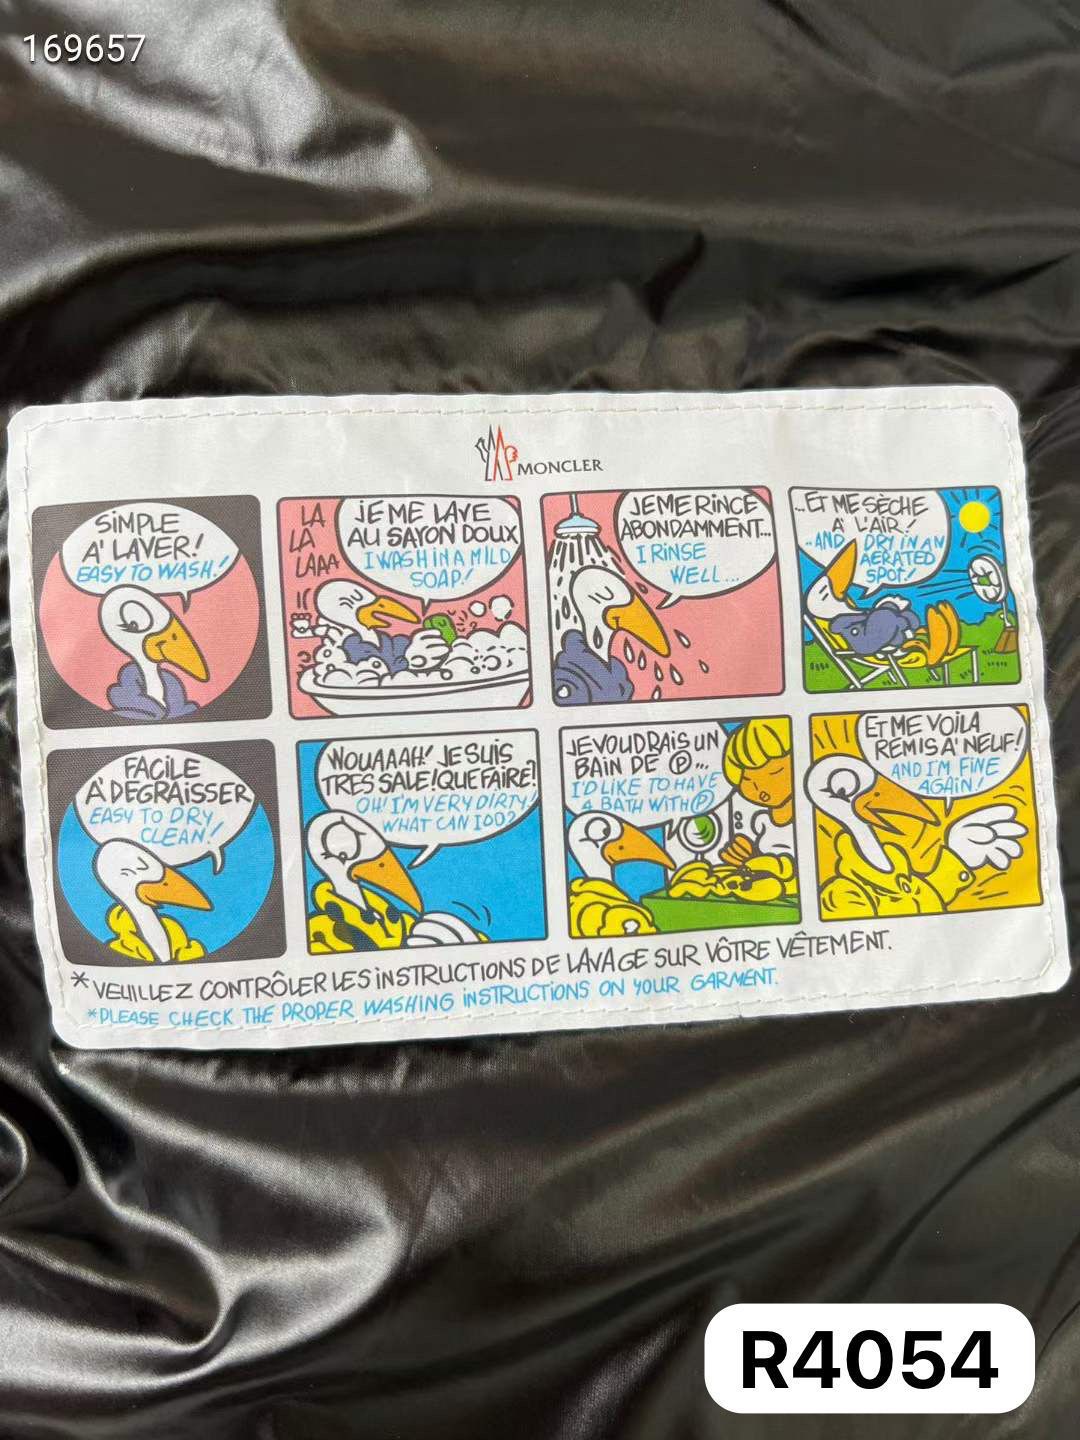 169657
MONCLER
SiMPLE
A' LAVER!
EASY TO WASH!
LA
LA
LAAA
JE ME LAVE
AU SAVON DOUX
I WASH IN A MILD
SOAP!
JE ME RINCE
ABONDAMMENT...
I RINSE
WELL...
...ET ME SÈCHE
A' L'AIR!
..AND DRY IN AN
AERATED
SPOT!
FACILE
A' DEGRAISSER
EASY TO DRY
CLEAN!
WOUAAAH! JE SUIS
TRES SALE! QUE FAIRE?
OH! I'M VERY DIRTY!
WHAT CAN I DO?
JE VOUDRAIS UN
BAIN DE Ⓟ...
I'D LIKE TO HAVE
A BATH WITH Ⓟ
ET ME VOILA
REMIS A' NEUF!
AND I'M FINE
AGAIN!
* VEUILLEZ CONTRÔLER LES iNSTRUCTIONS DE LAVAGE SUR VÔTRE VÊTEMENT.
*PLEASE CHECK THE PROPER WASHING iNSTRUCTIONS ON YOUR GARMENT.
R4054